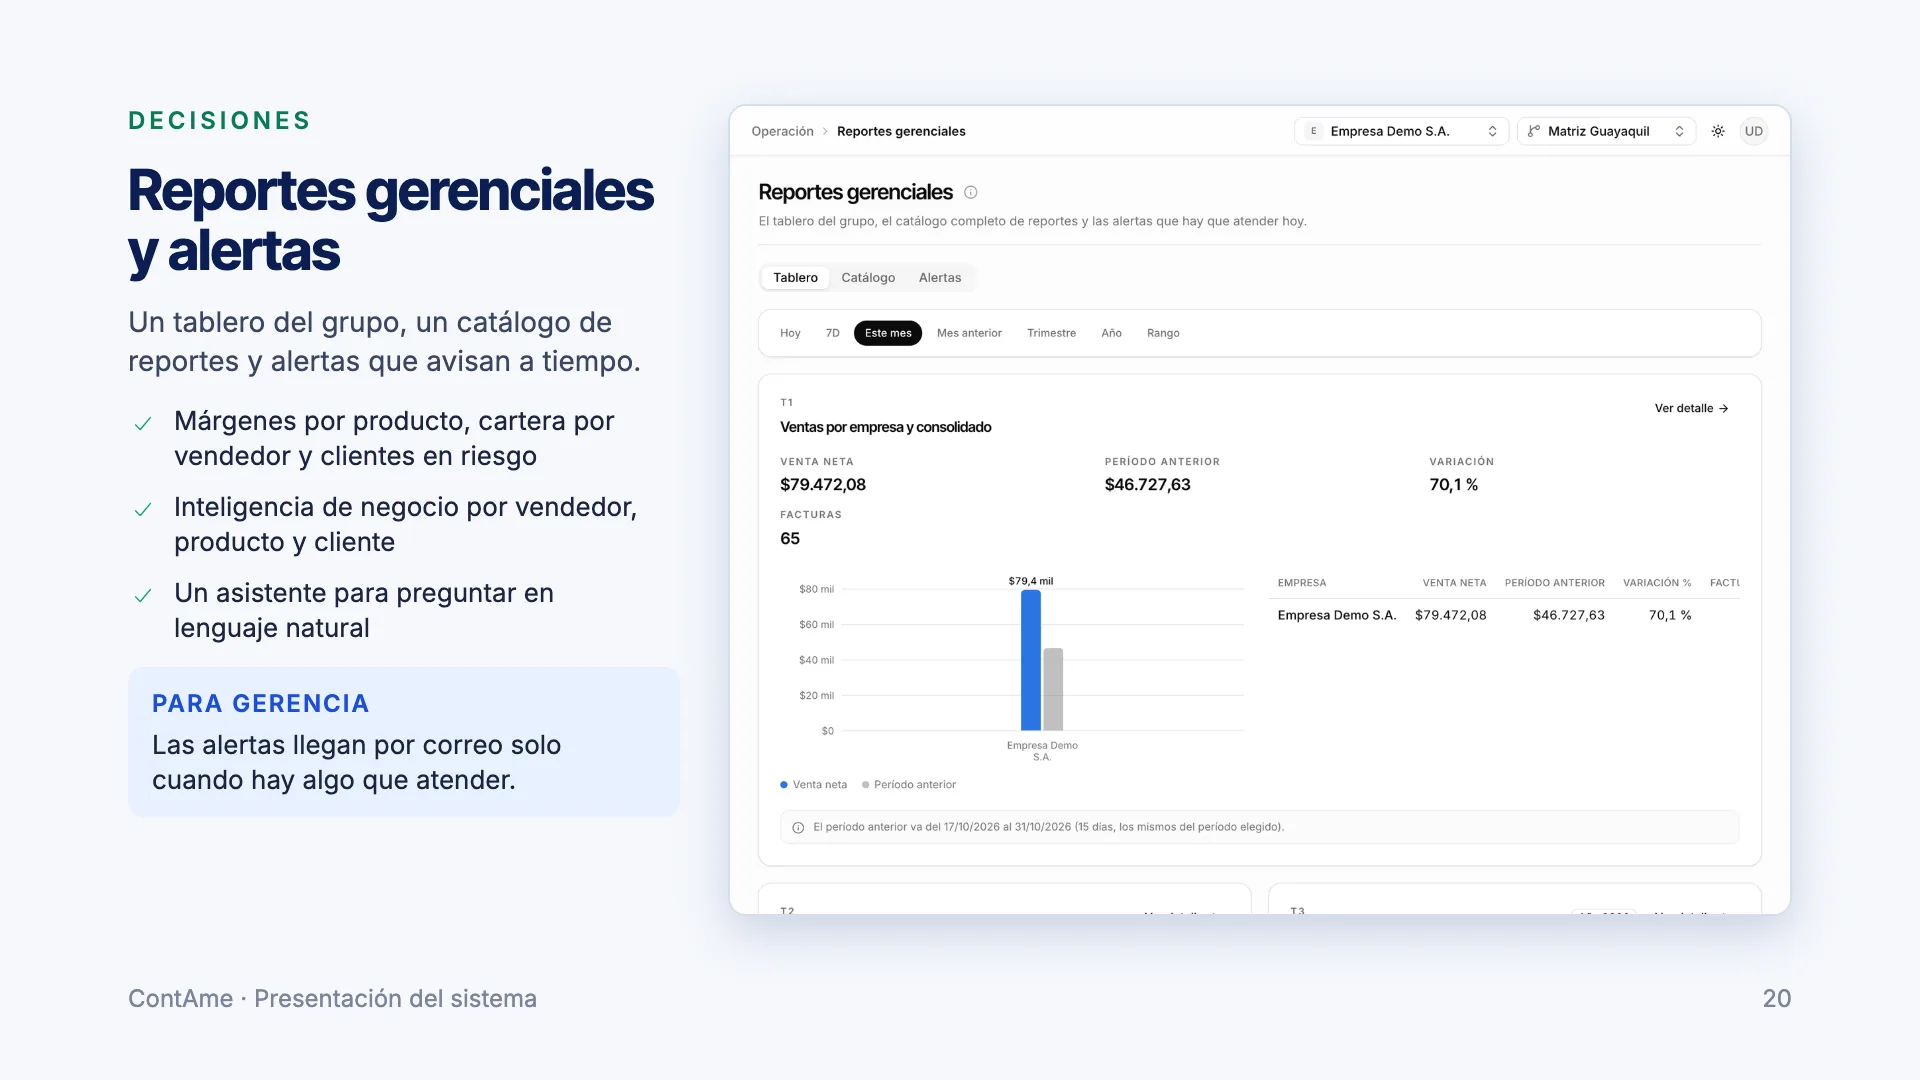 DECISIONES
Reportes gerenciales
y alertas
Un tablero del grupo, un catálogo de
reportes y alertas que avisan a tiempo.
Márgenes por producto, cartera por
vendedor y clientes en riesgo
Inteligencia de negocio por vendedor,
producto y cliente
Un asistente para preguntar en
lenguaje natural
PARA GERENCIA
Las alertas llegan por correo solo
cuando hay algo que atender.
Operación > Reportes gerenciales
E Empresa Demo S.A.
Matriz Guayaquil
UD
Reportes gerenciales
El tablero del grupo, el catálogo completo de reportes y las alertas que hay que atender hoy.
Tablero Catálogo Alertas
Hoy 7D Este mes Mes anterior Trimestre Año Rango
T1
Ver detalle →
Ventas por empresa y consolidado
VENTA NETA PERÍODO ANTERIOR VARIACIÓN
$79.472,08 $46.727,63 70,1 %
FACTURAS
65
$79,4 mil
$80 mil
$60 mil
$40 mil
$20 mil
$0
Empresa Demo
S.A.
Venta neta Período anterior
EMPRESA VENTA NETA PERÍODO ANTERIOR VARIACIÓN %
Empresa Demo S.A. $79.472,08 $46.727,63 70,1 %
El período anterior va del 17/10/2026 al 31/10/2026 (15 días, los mismos del período elegido).
T2
T3
ContAme · Presentación del sistema
20